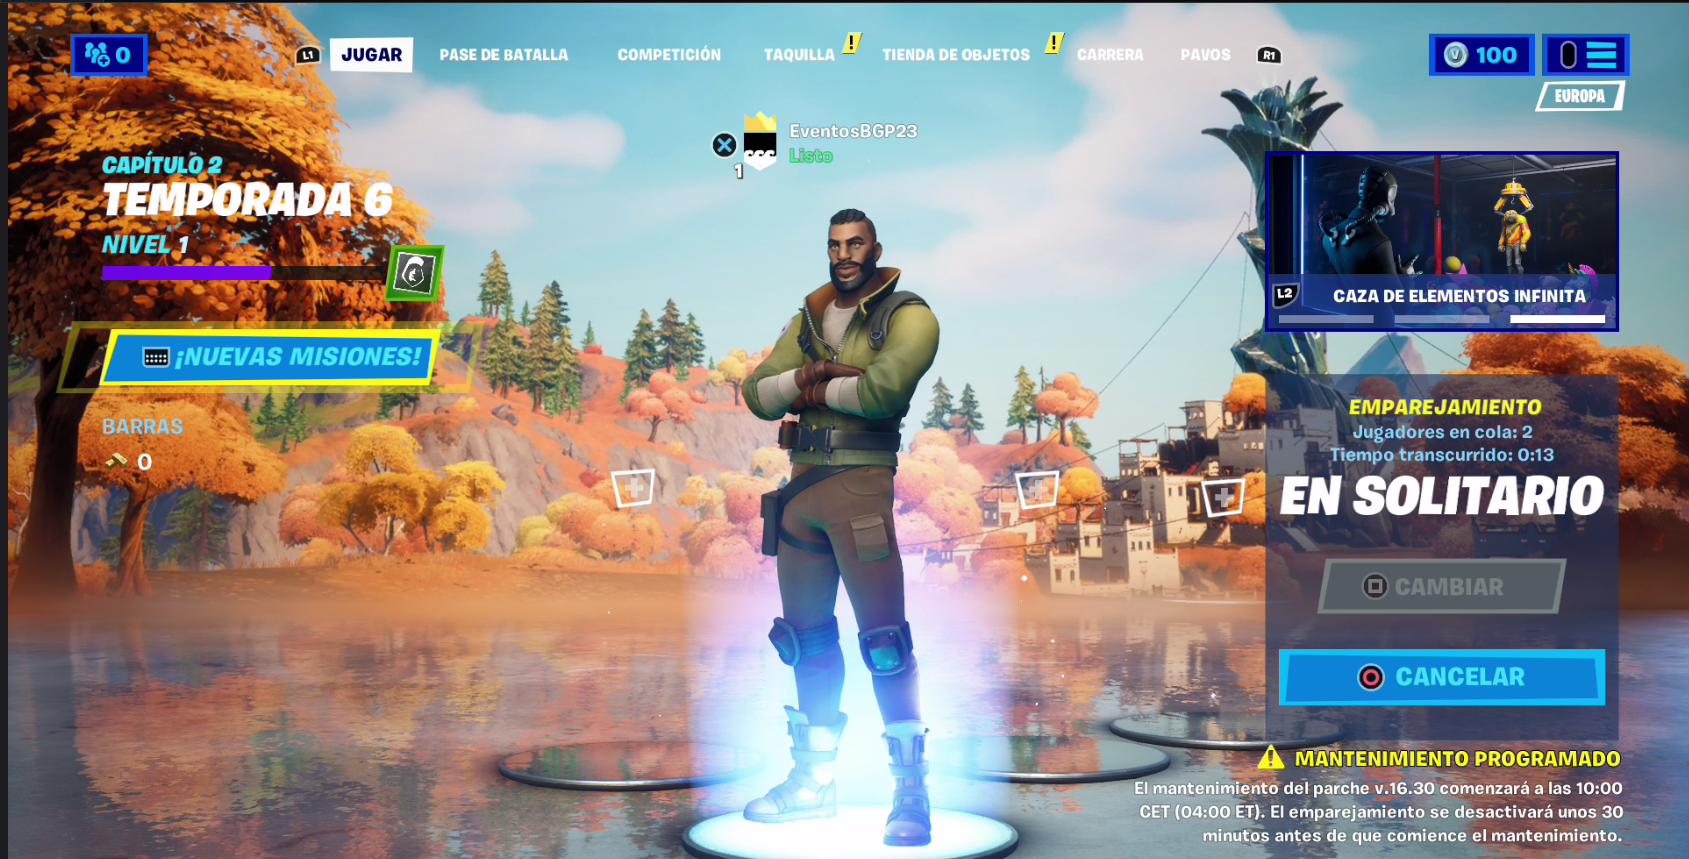 0
L1
JUGAR
PASE DE BATALLA
COMPETICIÓN
TAQUILLA
!
TIENDA DE OBJETOS
!
CARRERA
PAVOS
R1
V 100
EUROPA
EventosBGP23
Listo
1
CAPÍTULO 2
TEMPORADA 6
NIVEL 1
¡NUEVAS MISIONES!
BARRAS
0
L2
CAZA DE ELEMENTOS INFINITA
EMPAREJAMIENTO
Jugadores en cola: 2
Tiempo transcurrido: 0:13
EN SOLITARIO
CAMBIAR
CANCELAR
MANTENIMIENTO PROGRAMADO
El mantenimiento del parche v.16.30 comenzará a las 10:00
CET (04:00 ET). El emparejamiento se desactivará unos 30
minutos antes de que comience el mantenimiento.